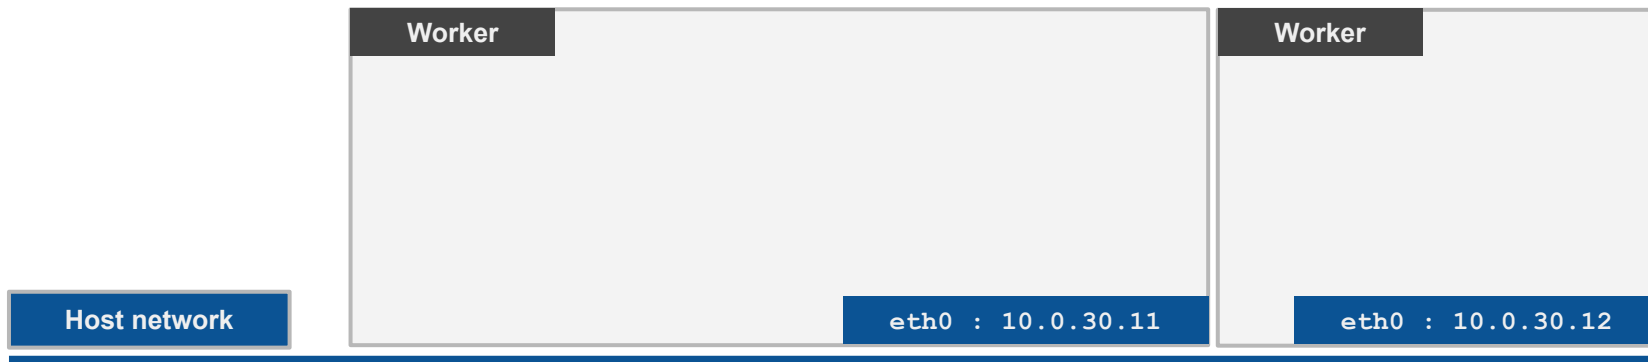 Worker
Worker
Host network
eth0 : 10.0.30.11
eth0 : 10.0.30.12